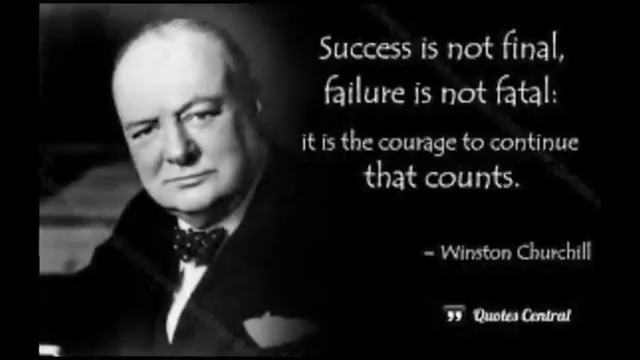 Success is not final,
failure is not fatal:
it is the courage to continue
that counts.
– Winston Churchill
Quotes Central